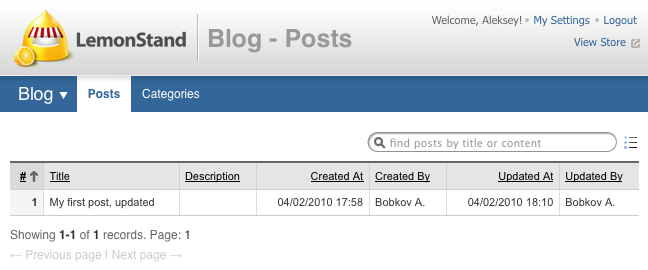 Welcome, Aleksey! • My Settings • Logout
LemonStand
Blog - Posts
View Store
Blog Posts Categories
find posts by title or content
# Title Description Created At Created By Updated At Updated By
1 My first post, updated 04/02/2010 17:58 Bobkov A. 04/02/2010 18:10 Bobkov A.
Showing 1-1 of 1 records. Page: 1
← Previous page | Next page →